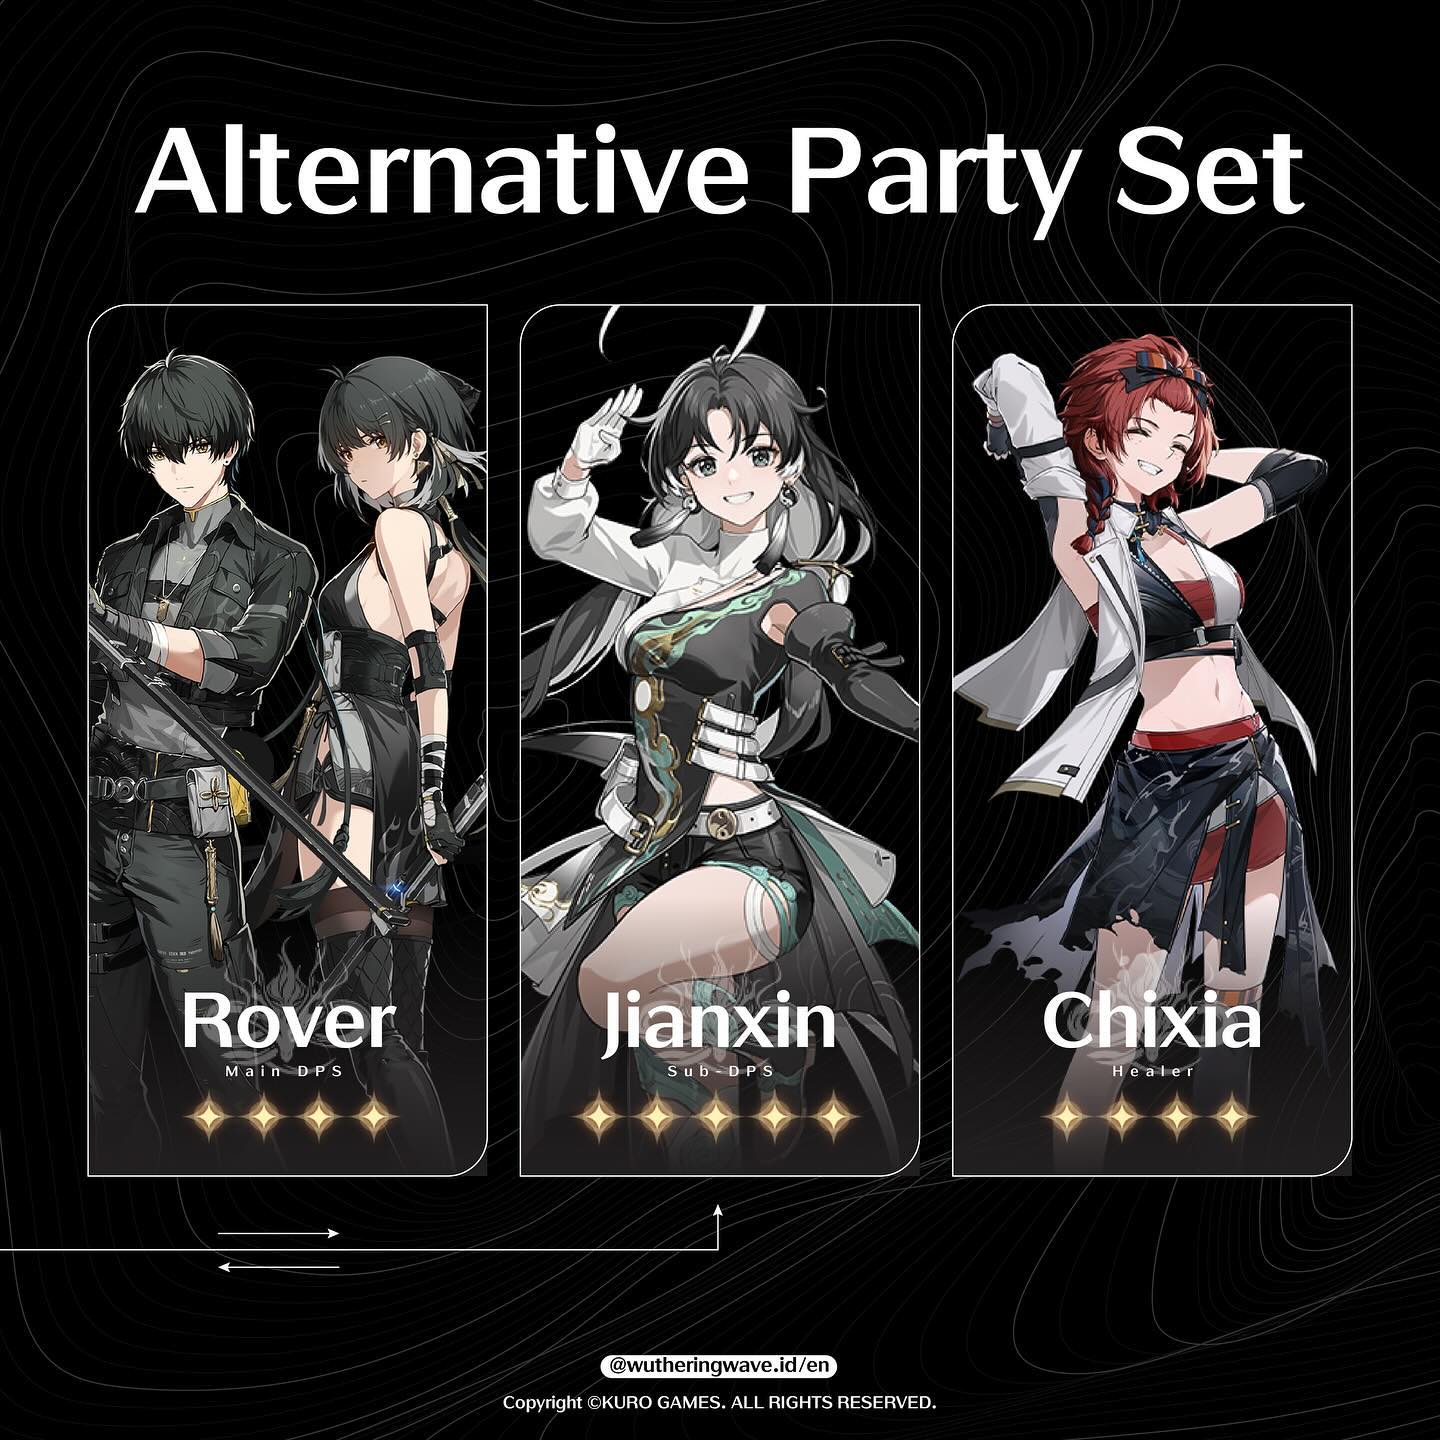 Alternative Party Set
Rover
Main DPS
Jianxin
Sub-DPS
Chixia
Healer
@wutheringwave.id/en
Copyright ©KURO GAMES. ALL RIGHTS RESERVED.